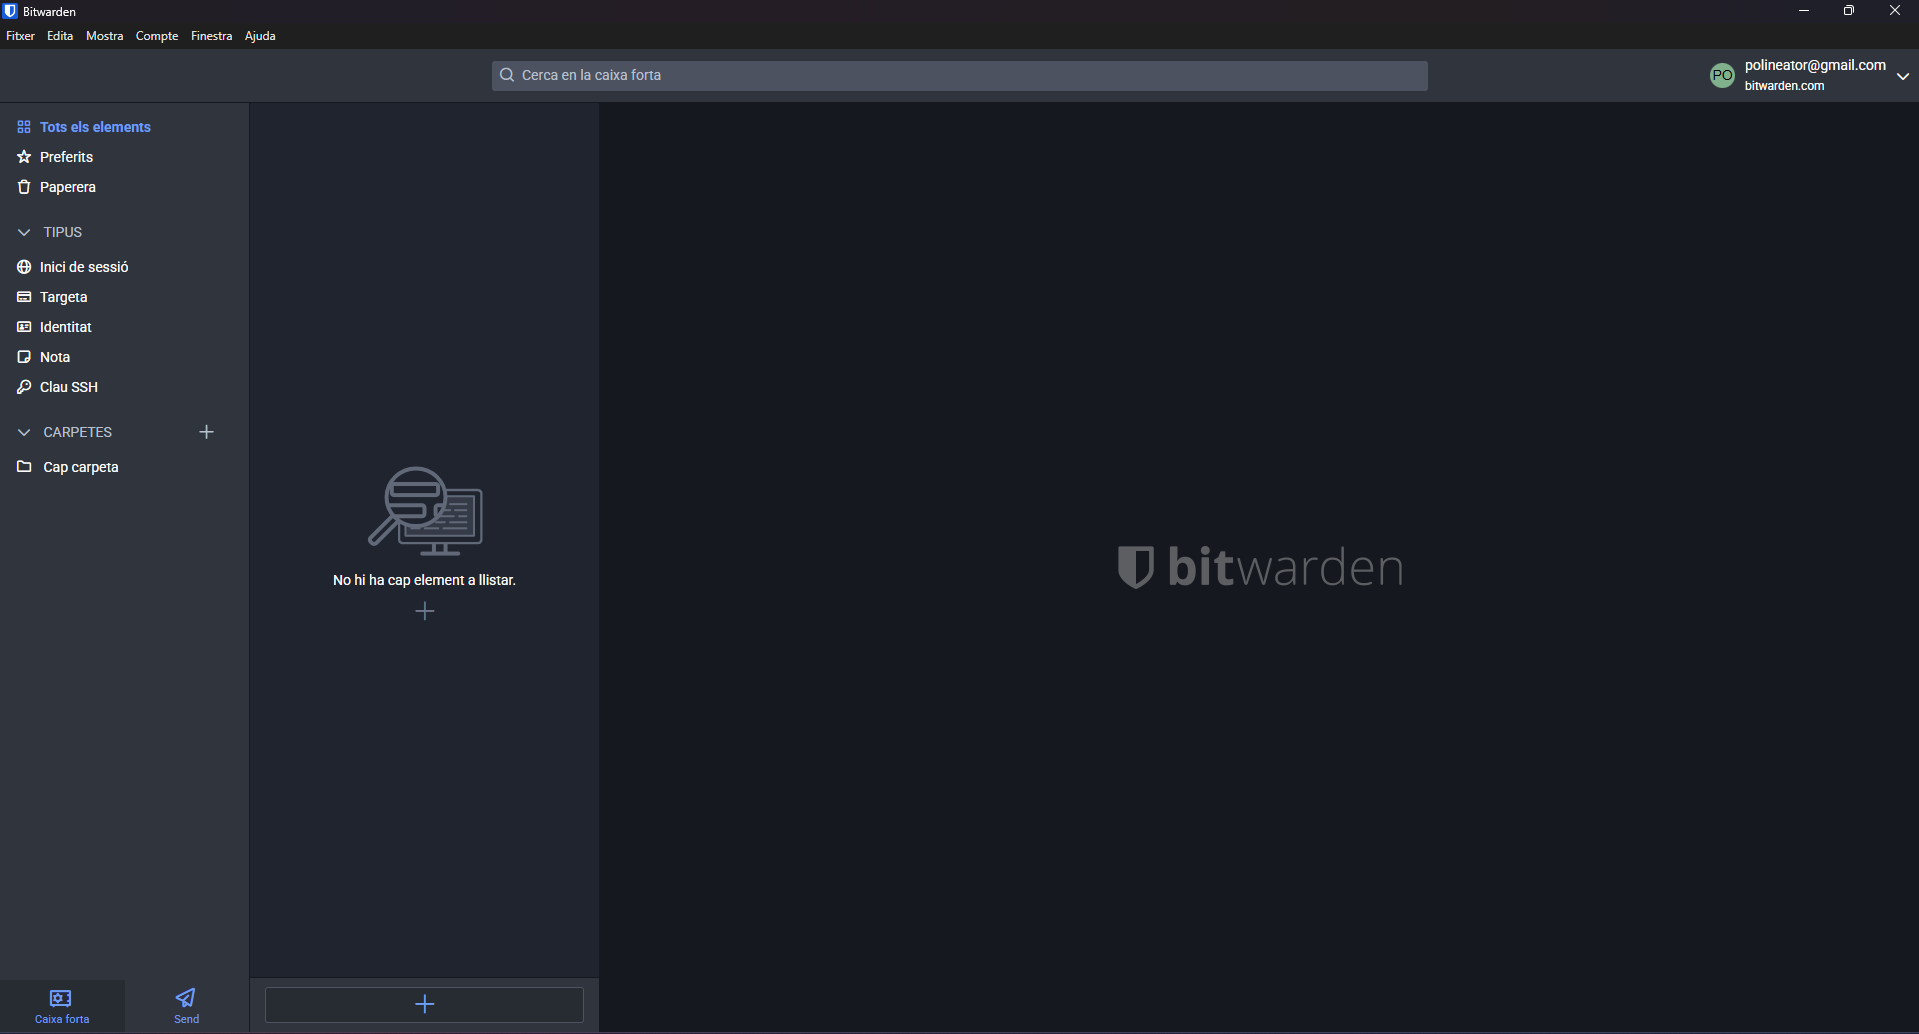 Bitwarden
Fitxer Edita Mostra Compte Finestra Ajuda
Cerca en la caixa forta
PO
polineator@gmail.com
bitwarden.com
Tots els elements
Preferits
Paperera
TIPUS
Inici de sessió
Targeta
Identitat
Nota
Clau SSH
CARPETES
Cap carpeta
No hi ha cap element a llistar.
bitwarden
Caixa forta
Send